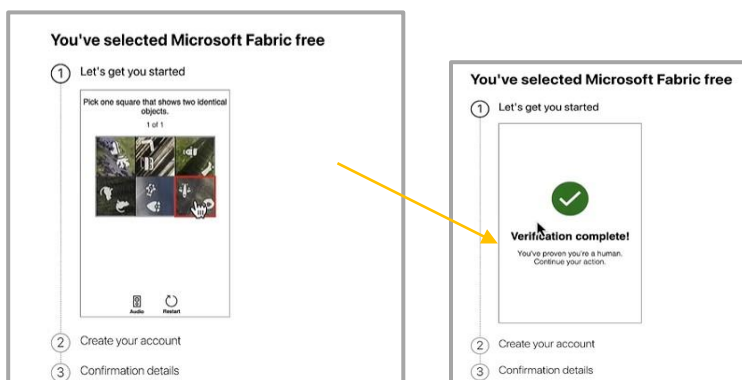 You've selected Microsoft Fabric free
1
Let's get you started
Pick one square that shows two identical
objects.
1 of 1
Audio
Restart
2
Create your account
3
Confirmation details
You've selected Microsoft Fabric free
1
Let's get you started
Verification complete!
You've proven you're a human.
Continue your action.
2
Create your account
3
Confirmation details